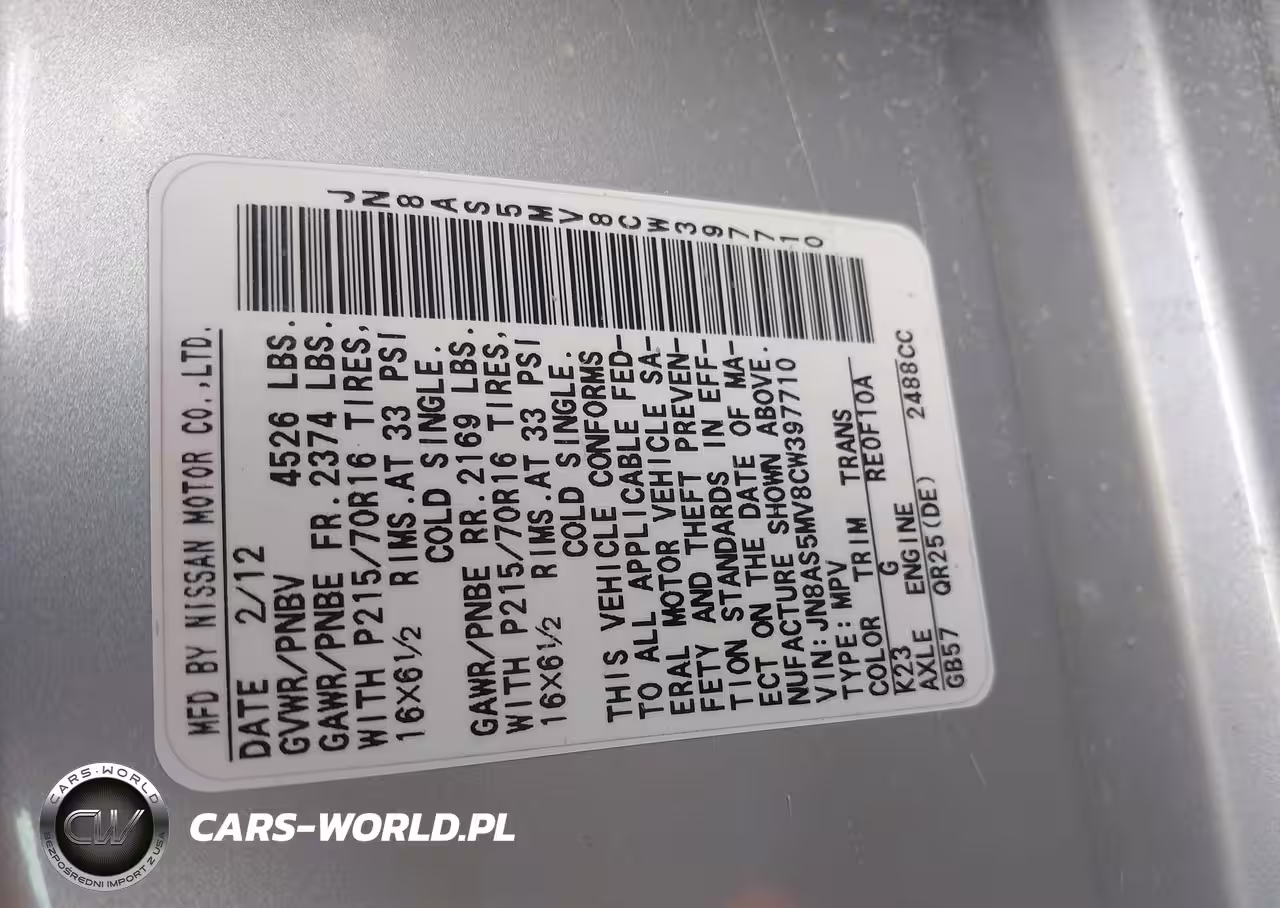 JN8AS5MV8CW397710
MFD BY NISSAN MOTOR CO.,LTD.
DATE 2/12
GVWR/PNBV 4526 LBS.
GAWR/PNBE FR.2374 LBS.
WITH P215/70R16 TIRES,
16X6½ RIMS.AT 33 PSI
COLD SINGLE.
GAWR/PNBE RR.2169 LBS.
WITH P215/70R16 TIRES,
16X6½ RIMS.AT 33 PSI
COLD SINGLE.
THIS VEHICLE CONFORMS
TO ALL APPLICABLE FED-
ERAL MOTOR VEHICLE SA-
FETY AND THEFT PREVEN-
TION STANDARDS IN EFF-
ECT ON THE DATE OF MA-
NUFACTURE SHOWN ABOVE.
VIN:JN8AS5MV8CW397710
TYPE:MPV
COLOR TRIM TRANS
K23 G REOF10A
AXLE ENGINE
GB57 QR25(DE) 2488CC
CARS-WORLD
CW
BEZPOŚREDNI IMPORT Z USA
CARS-WORLD.PL